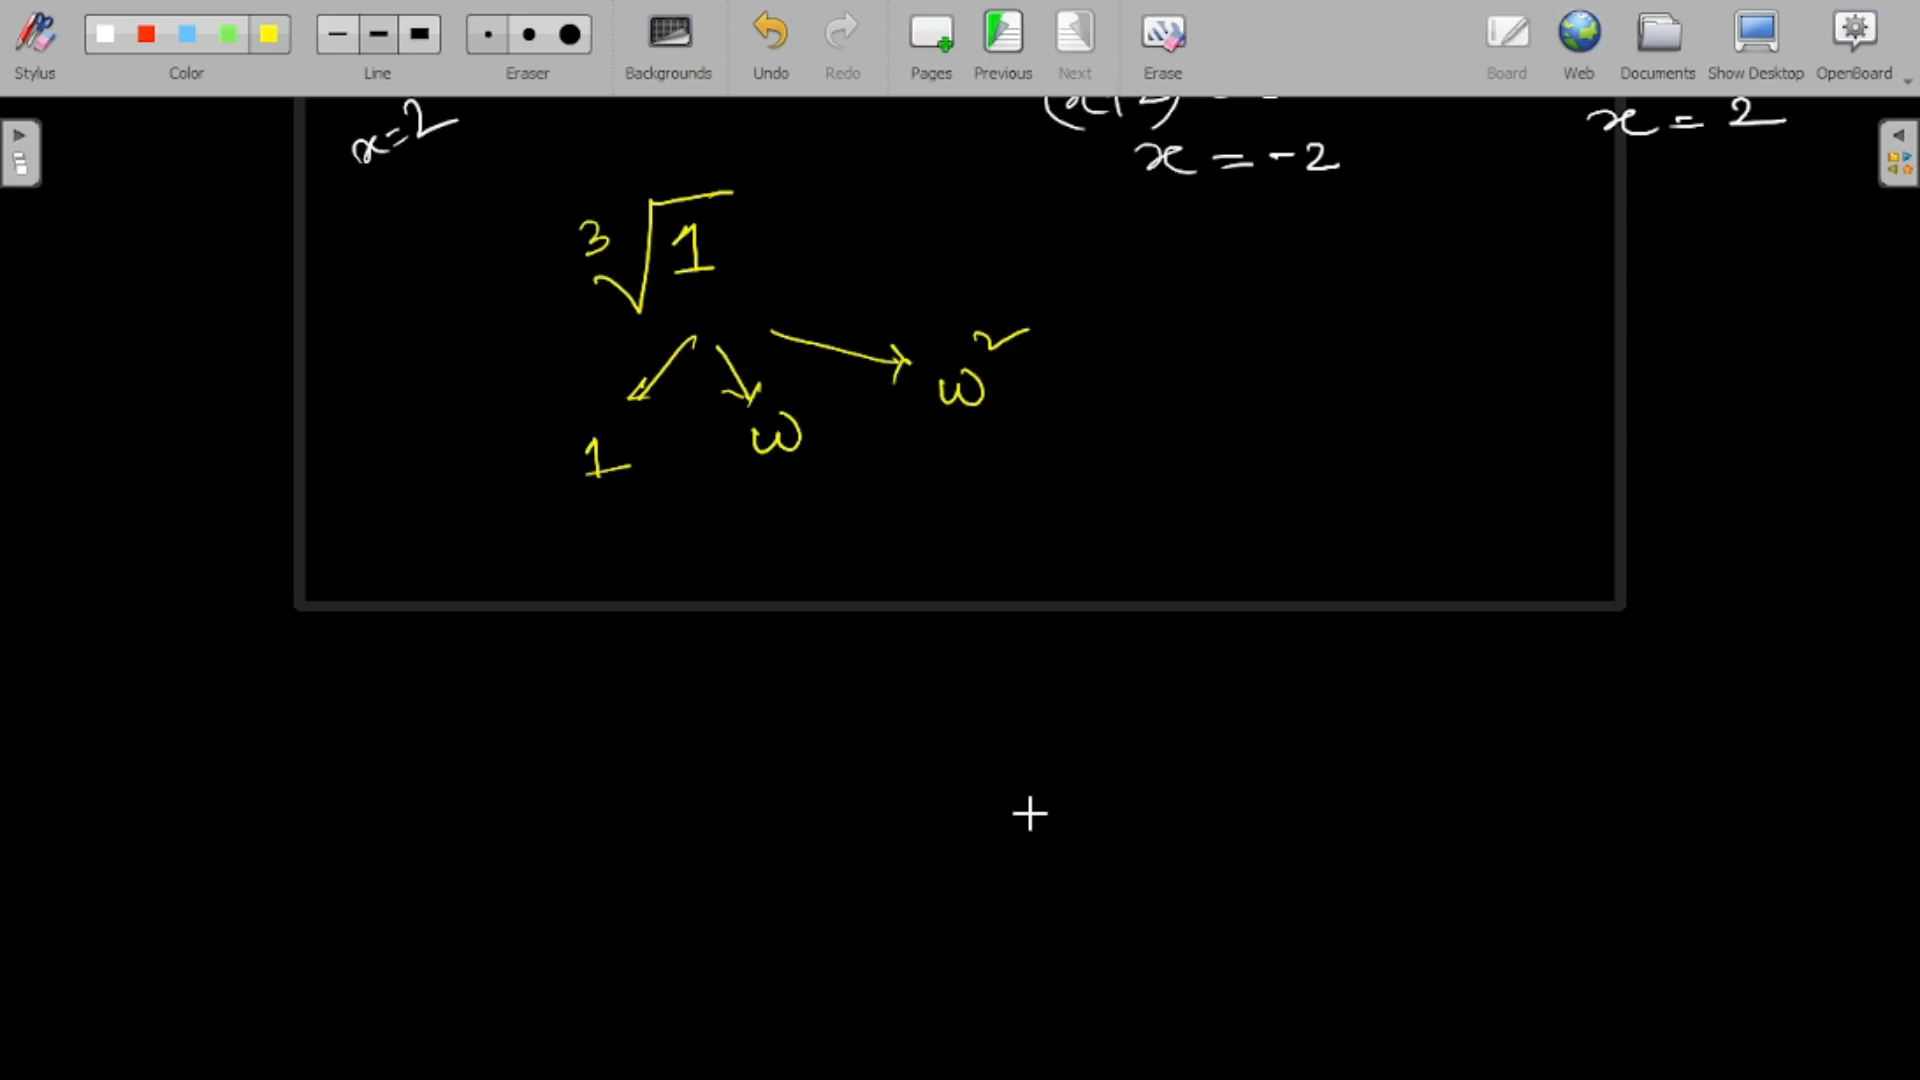 Stylus Color Line Eraser Backgrounds Undo Redo Pages Previous Next Erase Board Web Documents Show Desktop OpenBoard
x=2
x = -2
x = 2
∛1
1 ω ω²